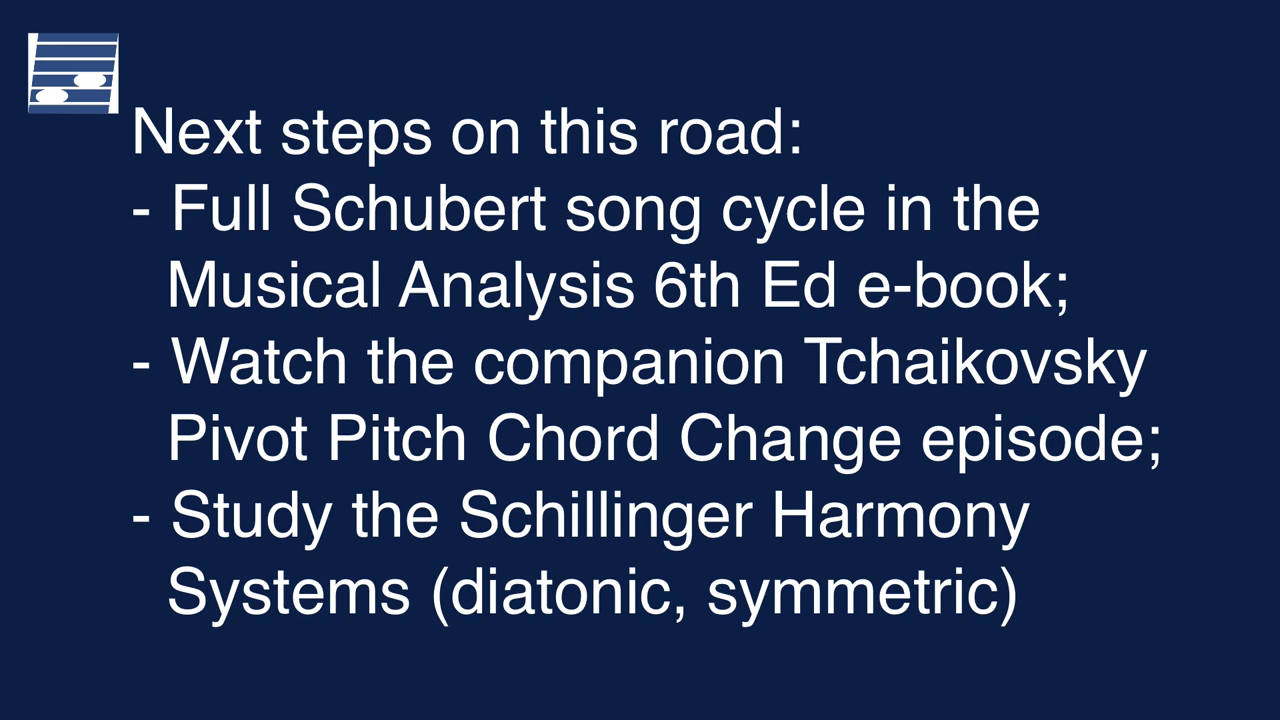 Next steps on this road:
- Full Schubert song cycle in the
Musical Analysis 6th Ed e-book;
- Watch the companion Tchaikovsky
Pivot Pitch Chord Change episode;
- Study the Schillinger Harmony
Systems (diatonic, symmetric)